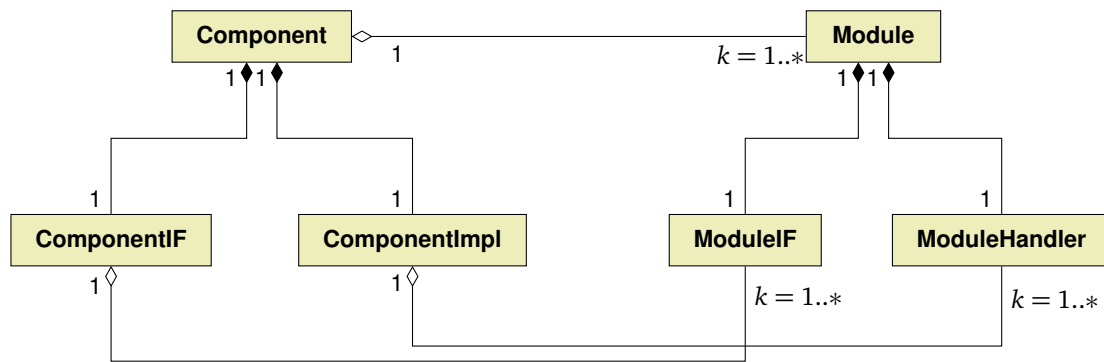 Component
Module
1
k = 1..*
1
1
1
1
1
1
1
1
ComponentIF
ComponentImpl
ModuleIF
ModuleHandler
1
1
k = 1..*
k = 1..*